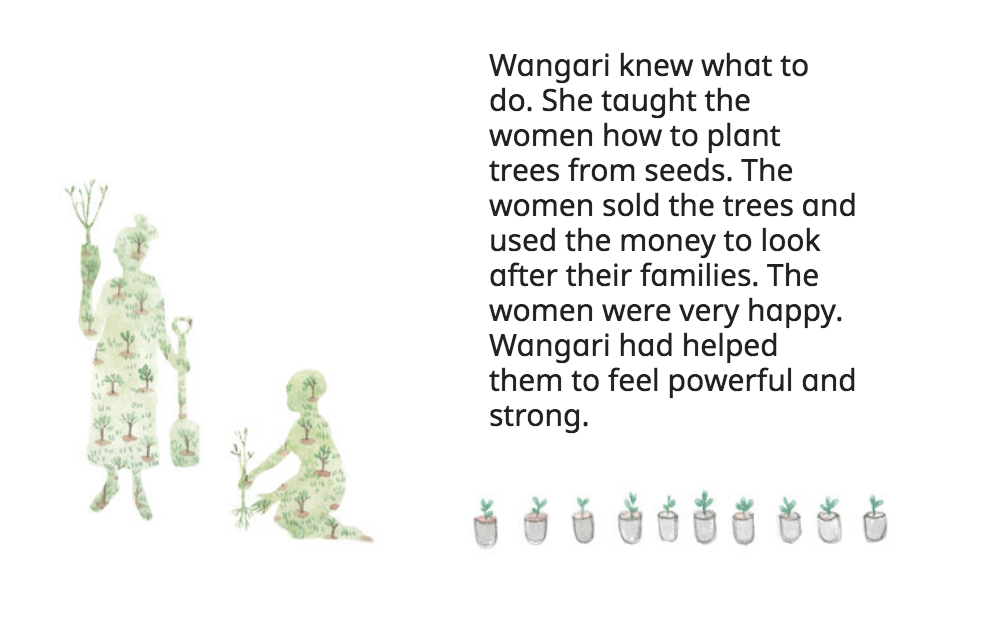 Wangari knew what to
do. She taught the
women how to plant
trees from seeds. The
women sold the trees and
used the money to look
after their families. The
women were very happy.
Wangari had helped
them to feel powerful and
strong.